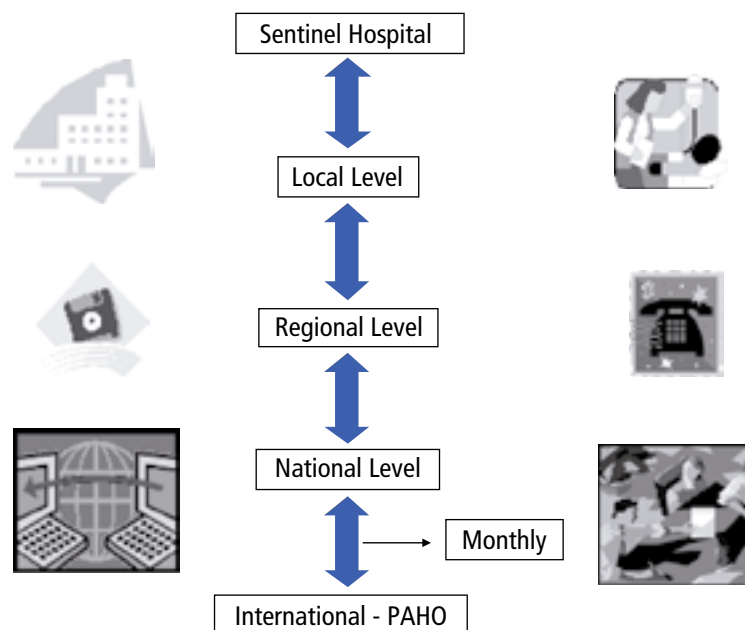 Sentinel Hospital
Local Level
Regional Level
National Level
Monthly
International - PAHO